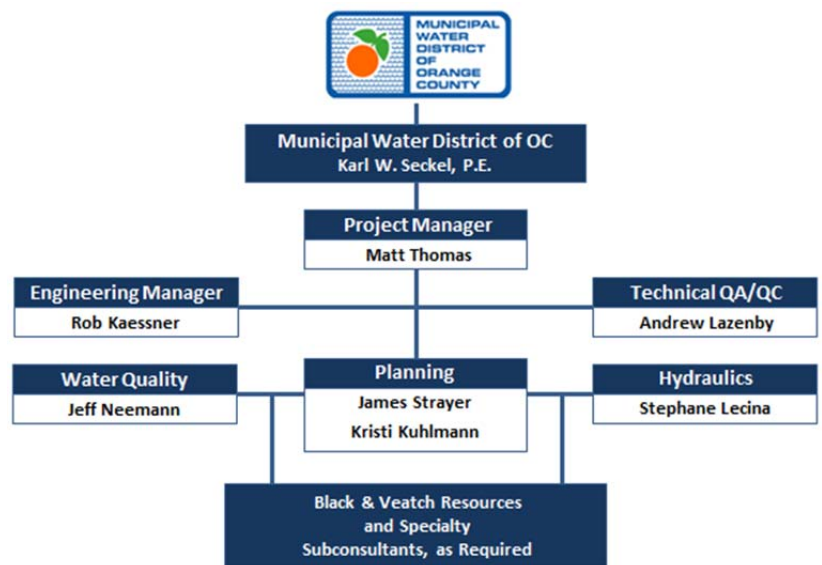 MUNICIPAL
WATER
DISTRICT
OF
ORANGE
COUNTY
Municipal Water District of OC
Karl W. Seckel, P.E.
Project Manager
Matt Thomas
Engineering Manager
Rob Kaessner
Technical QA/QC
Andrew Lazenby
Water Quality
Jeff Neemann
Planning
James Strayer
Kristi Kuhlmann
Hydraulics
Stephane Lecina
Black & Veatch Resources
and Specialty
Subconsultants, as Required